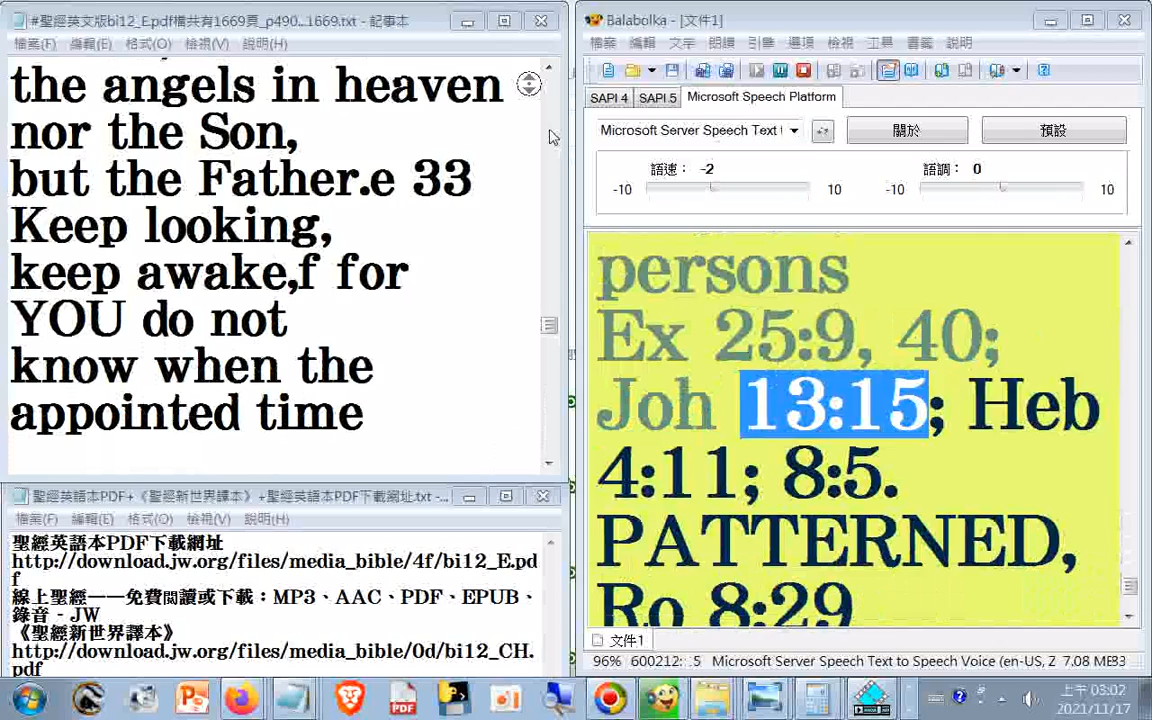 #聖經英文版bi12_E.pdf檔共有1669頁_p490...1669.txt - 記事本
檔案(F) 編輯(E) 格式(O) 檢視(V) 說明(H)
the angels in heaven
nor the Son,
but the Father.e 33
Keep looking,
keep awake,f for
YOU do not
know when the
appointed time
聖經英語本PDF+《聖經新世界譯本》+聖經英語本PDF下載網址.txt - ...
檔案(F) 編輯(E) 格式(O) 檢視(V) 說明(H)
聖經英語本PDF下載網址
http://download.jw.org/files/media_bible/4f/bi12_E.pd
f
線上聖經——免費閱讀或下載：MP3、AAC、PDF、EPUB、
錄音 - JW
《聖經新世界譯本》
http://download.jw.org/files/media_bible/0d/bi12_CH.
pdf
Balabolka - [文件1]
檔案 編輯 文字 朗讀 引擎 選項 檢視 工具 書籤 說明
SAPI 4 SAPI 5 Microsoft Speech Platform
Microsoft Server Speech Text t 關於 預設
語速： -2 語調： 0
-10 10 -10 10
persons
Ex 25:9, 40;
Joh 13:15; Heb
4:11; 8:5.
PATTERNED,
Ro 8:29
文件1
96% 600212: Microsoft Server Speech Text to Speech Voice (en-US, Z 7.08 MB
上午 03:02
2021/11/17